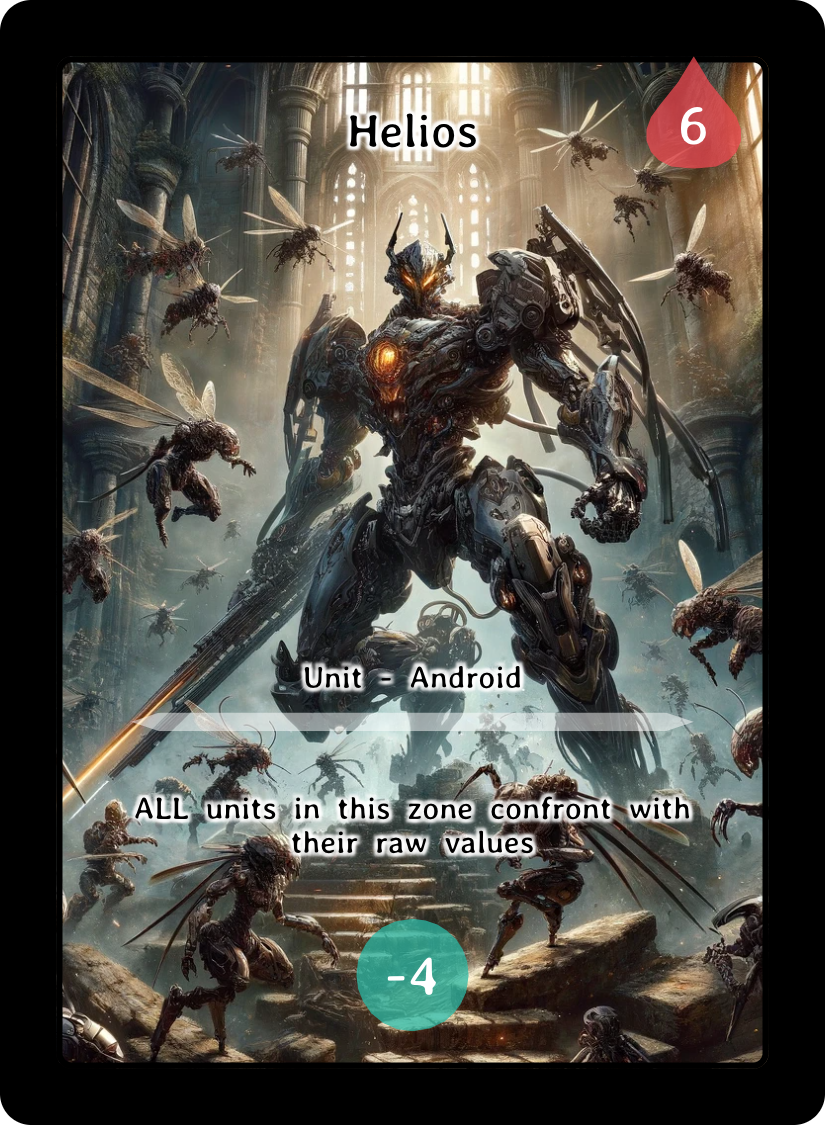 Helios
6
Unit - Android
ALL units in this zone confront with
their raw values
-4